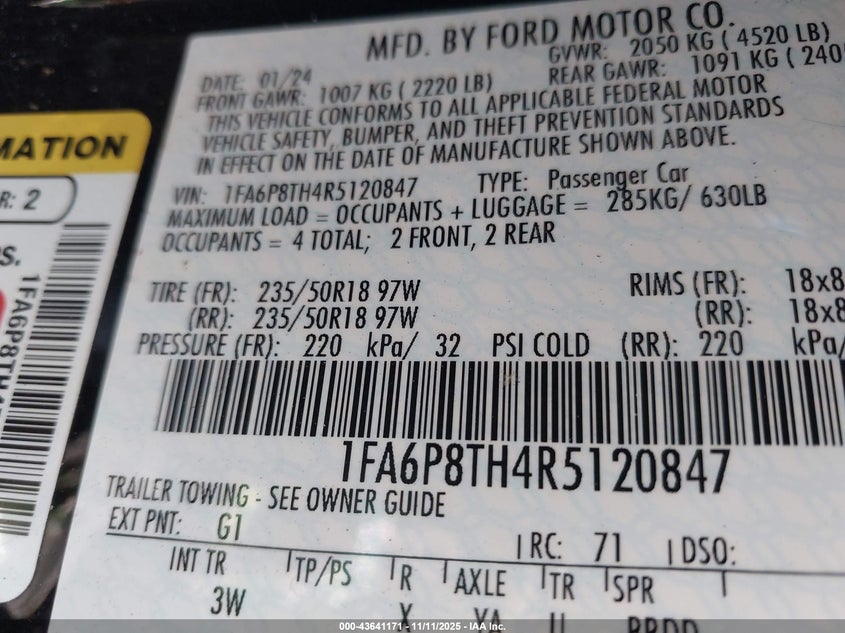 MFD. BY FORD MOTOR CO.
DATE: 01/24 GVWR: 2050 KG ( 4520 LB)
FRONT GAWR: 1007 KG ( 2220 LB) REAR GAWR: 1091 KG ( 240
THIS VEHICLE CONFORMS TO ALL APPLICABLE FEDERAL MOTOR
VEHICLE SAFETY, BUMPER, AND THEFT PREVENTION STANDARDS
IN EFFECT ON THE DATE OF MANUFACTURE SHOWN ABOVE.
VIN: 1FA6P8TH4R5120847 TYPE: Passenger Car
MAXIMUM LOAD = OCCUPANTS + LUGGAGE = 285KG/ 630LB
OCCUPANTS = 4 TOTAL; 2 FRONT, 2 REAR
TIRE (FR): 235/50R18 97W RIMS (FR): 18x8
(RR): 235/50R18 97W (RR): 18x8
PRESSURE (FR): 220 kPa/ 32 PSI COLD (RR): 220 kPa/
1FA6P8TH4R5120847
TRAILER TOWING - SEE OWNER GUIDE
EXT PNT: G1 RC: 71 DSO:
INT TR TP/PS R AXLE TR SPR
3W
MATION
R: 2
S.
1FA6P8TH4
000-43641171 - 11/11/2025 - IAA Inc.